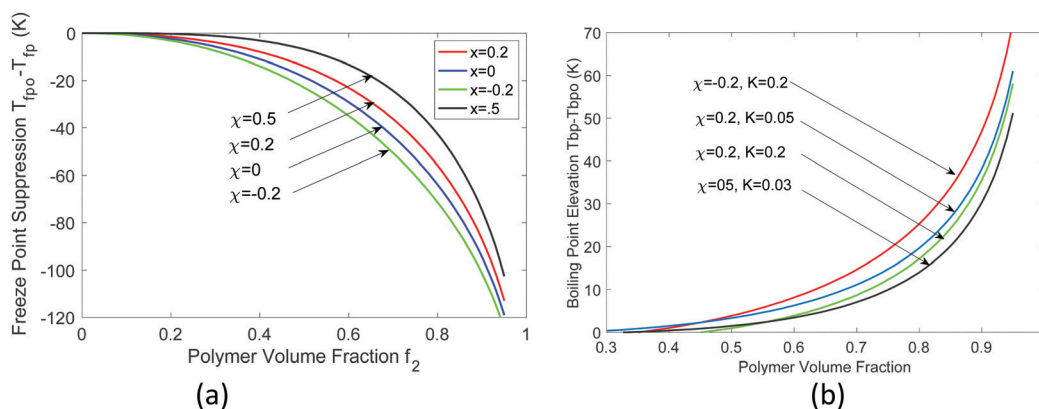 Freeze Point Suppression T_fpo-T_fp (K)
0
-20
-40
-60
-80
-100
-120
0
0.2
0.4
0.6
0.8
1
Polymer Volume Fraction f_2
x=0.2
x=0
x=-0.2
x=.5
χ=0.5
χ=0.2
χ=0
χ=-0.2
(a)
Boiling Point Elevation Tbp-Tbpo (K)
70
60
50
40
30
20
10
0
0.3
0.4
0.5
0.6
0.7
0.8
0.9
Polymer Volume Fraction
χ=-0.2, K=0.2
χ=0.2, K=0.05
χ=0.2, K=0.2
χ=05, K=0.03
(b)